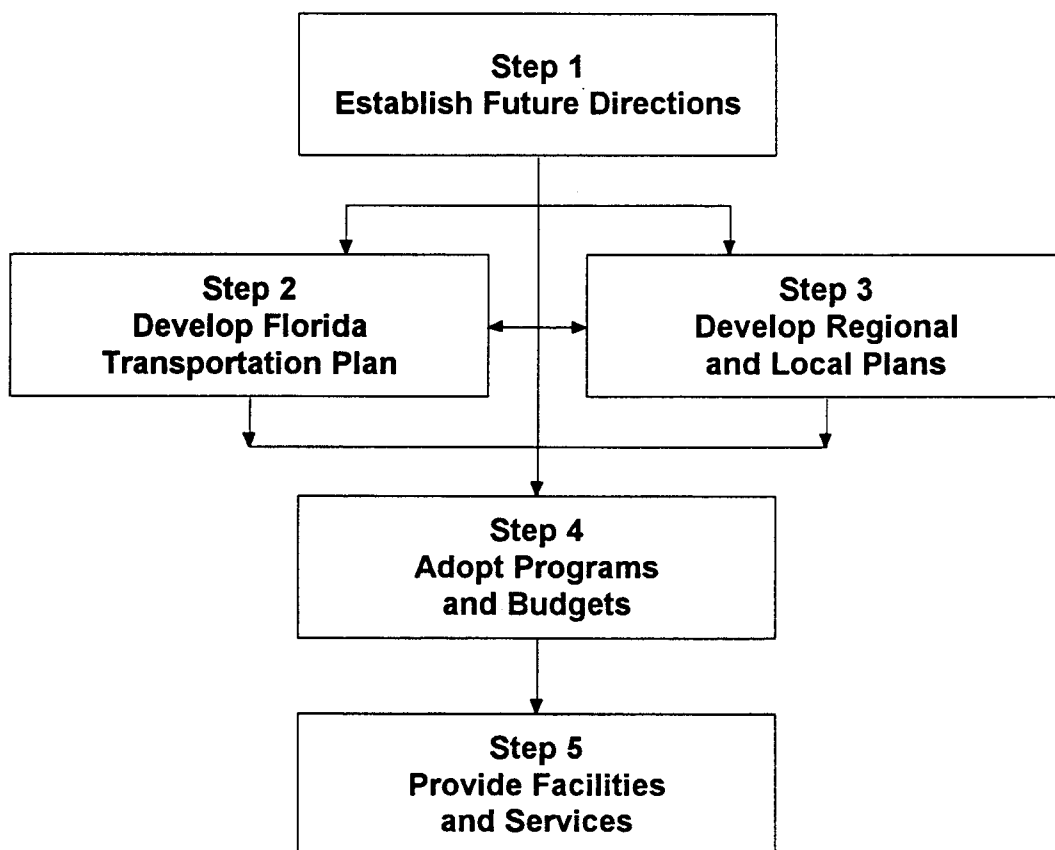 Step 1
Establish Future Directions
Step 2
Develop Florida
Transportation Plan
Step 3
Develop Regional
and Local Plans
Step 4
Adopt Programs
and Budgets
Step 5
Provide Facilities
and Services